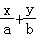 x/a + y/b